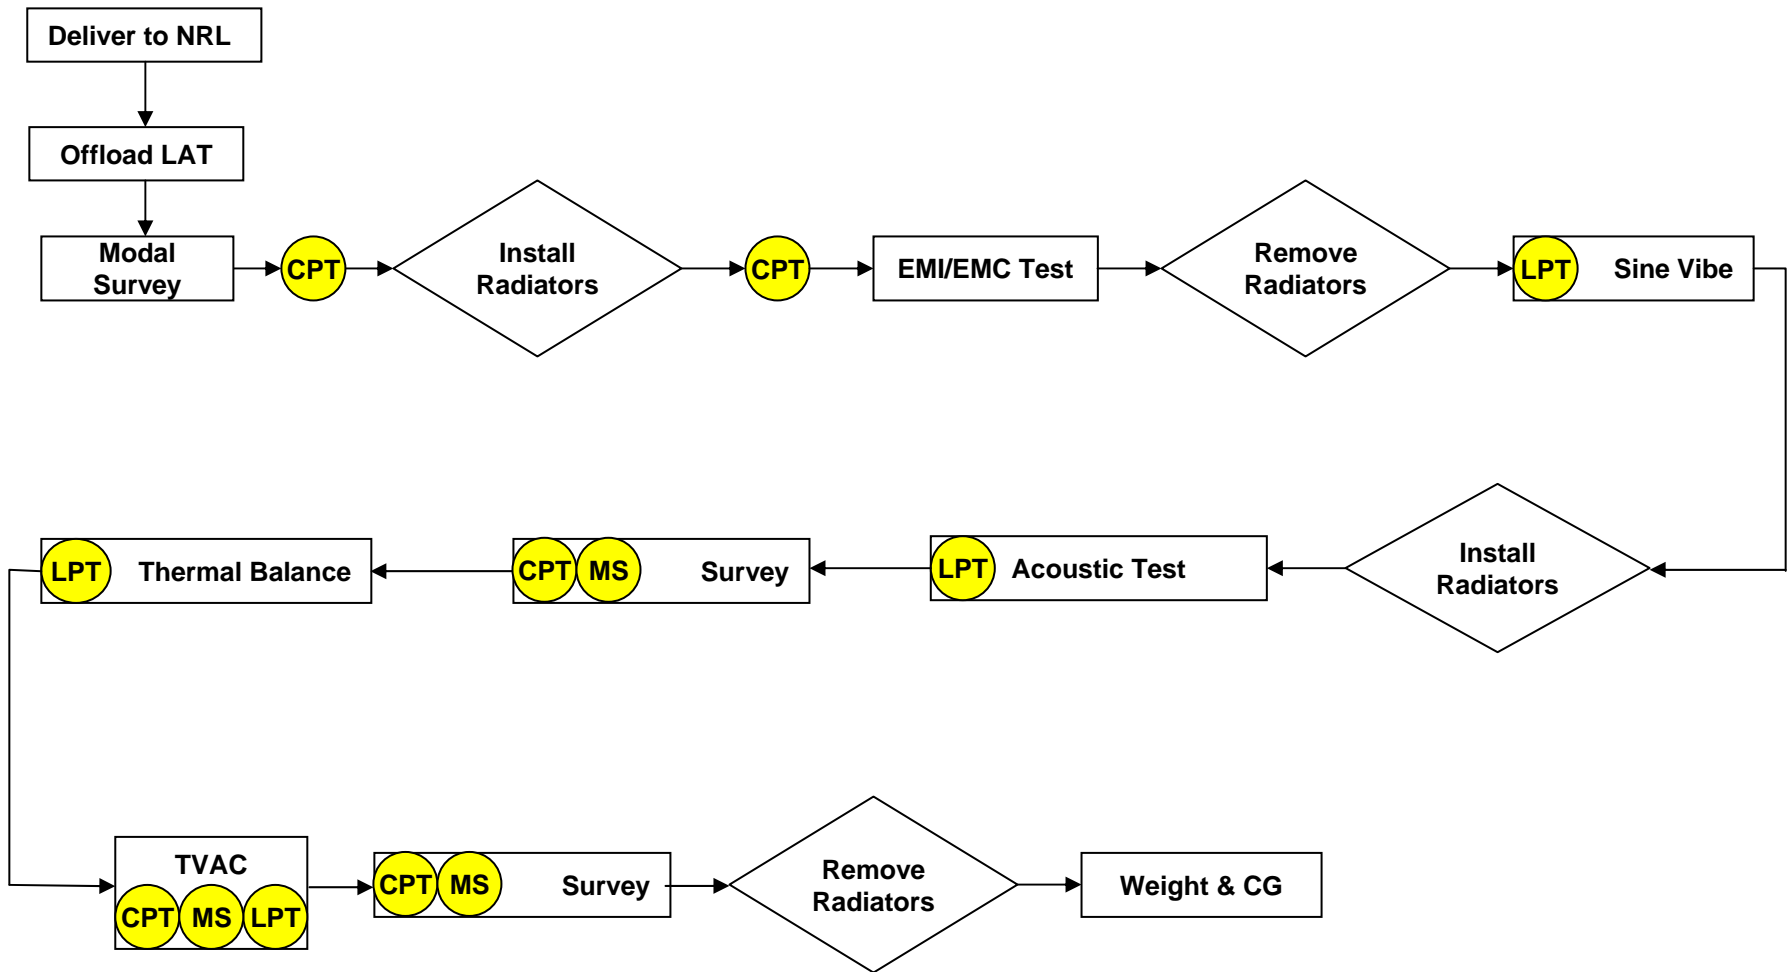 Deliver to NRL
Offload LAT
Modal
Survey
CPT
Install
Radiators
CPT
EMI/EMC Test
Remove
Radiators
LPT Sine Vibe
Install
Radiators
LPT Acoustic Test
CPT MS Survey
LPT Thermal Balance
TVAC
CPT MS LPT
CPT MS Survey
Remove
Radiators
Weight & CG